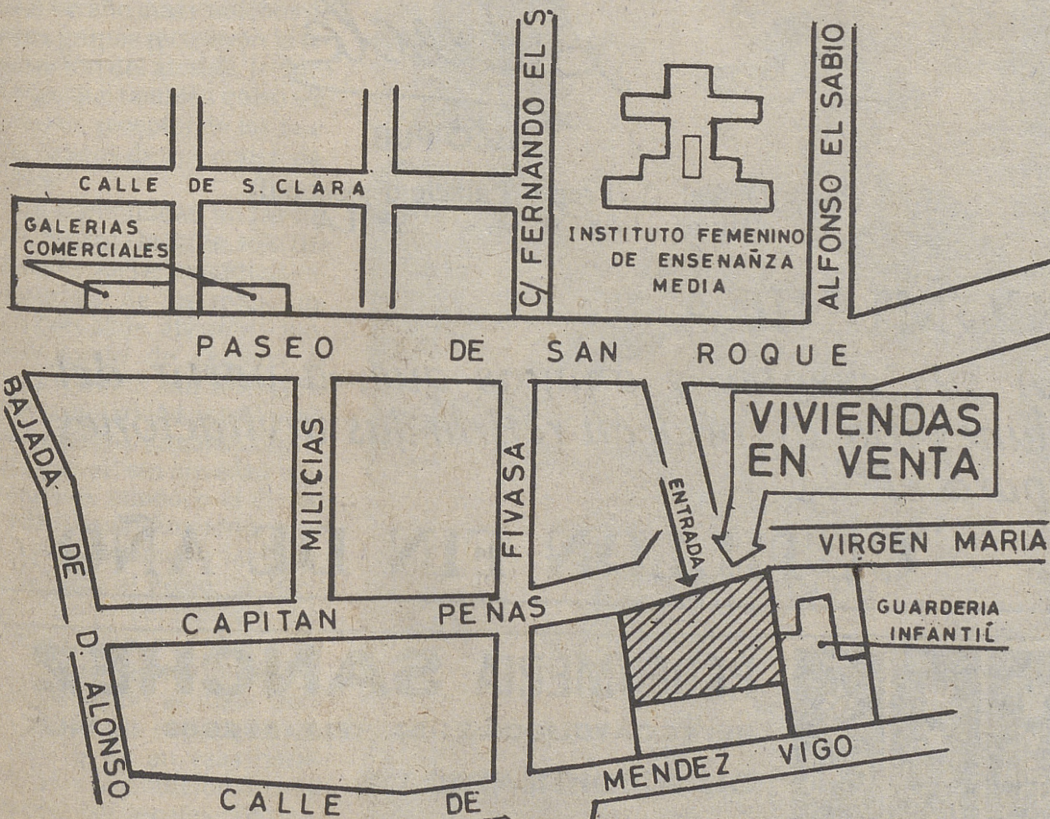 C/ FERNANDO EL S.
ALFONSO EL SABIO
CALLE DE S. CLARA
GALERIAS
COMERCIALES
INSTITUTO FEMENINO
DE ENSENAÑZA
MEDIA
PASEO DE SAN ROQUE
BAJADA DE D. ALONSO
MILICIAS
FIVASA
ENTRADA
VIVIENDAS
EN VENTA
VIRGEN MARIA
CAPITAN PEÑAS
GUARDERIA
INFANTIL
CALLE DE MENDEZ VIGO